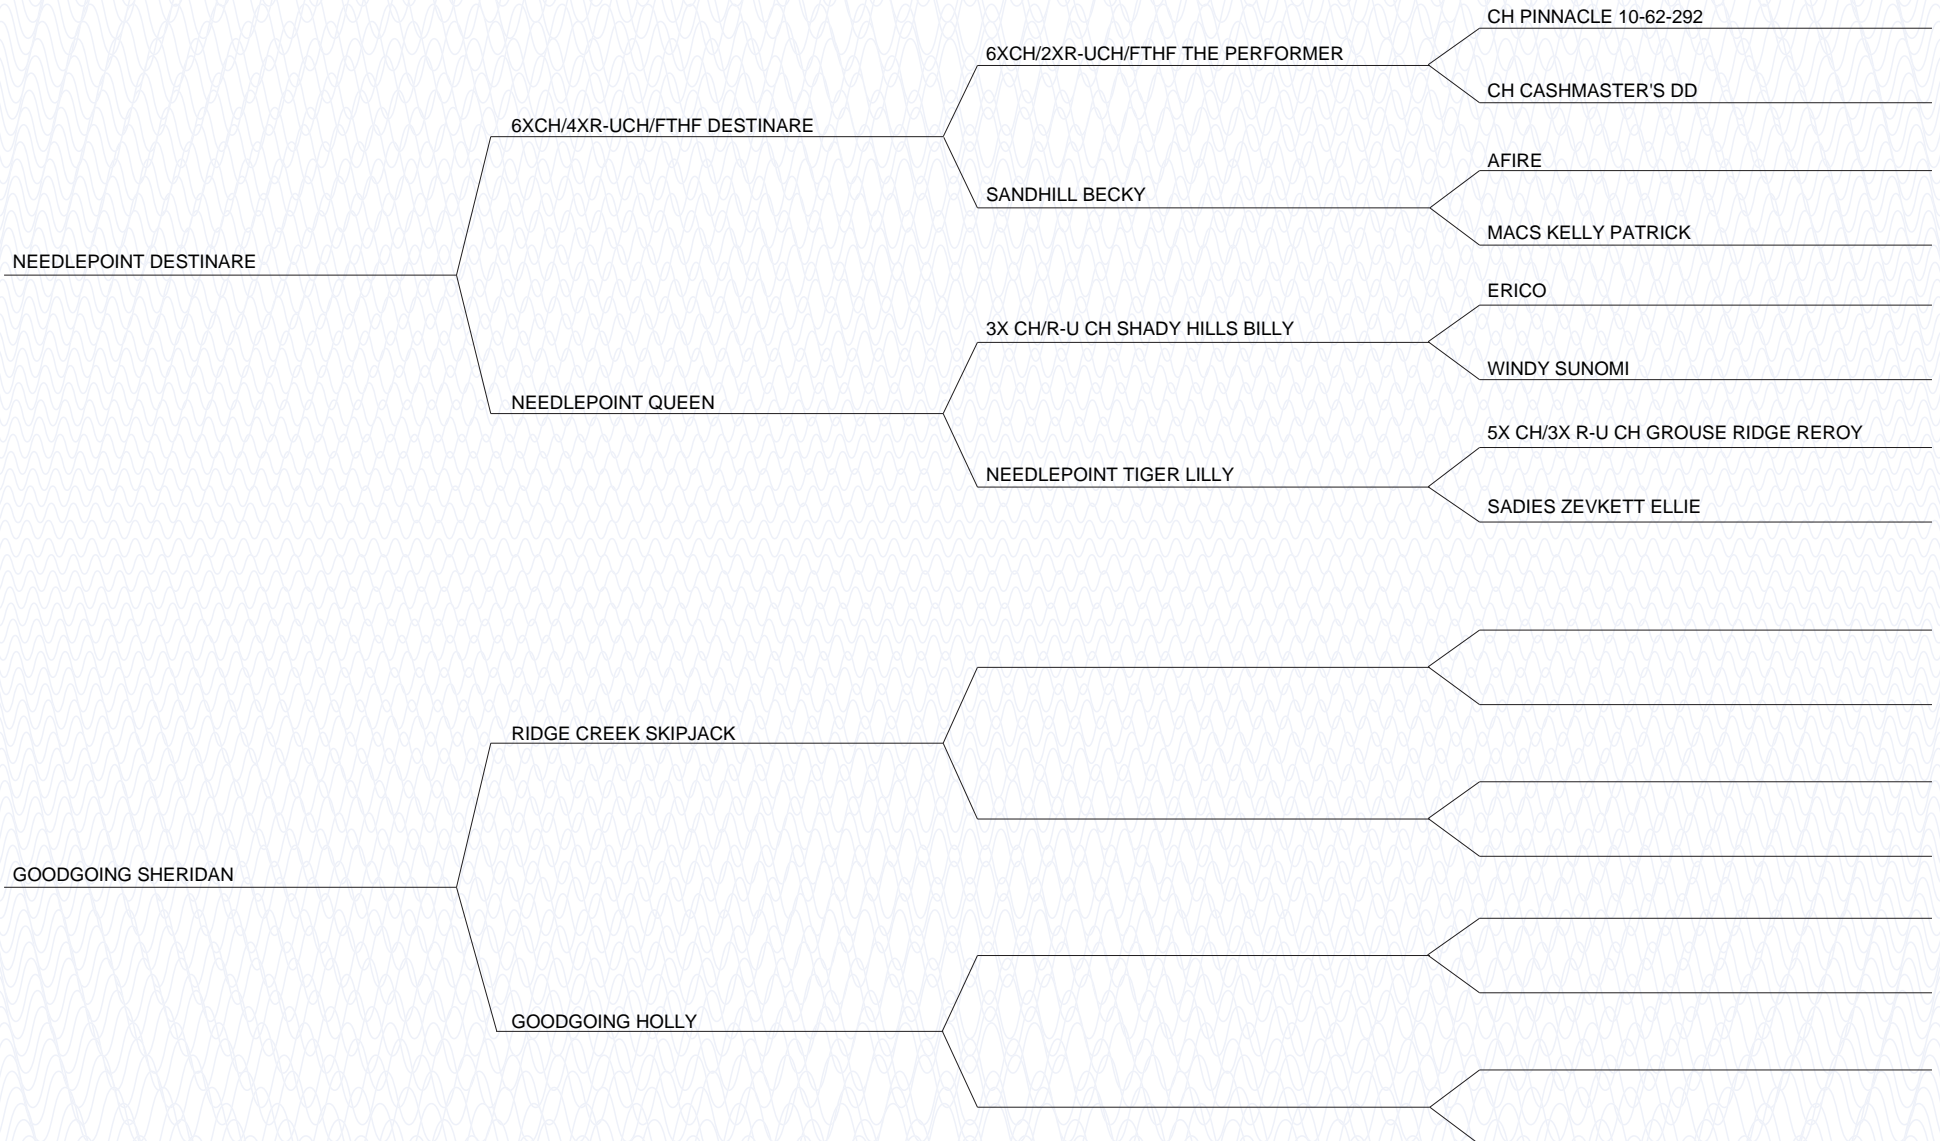 CH PINNACLE 10-62-292
6XCH/2XR-UCH/FTHF THE PERFORMER
CH CASHMASTER'S DD
6XCH/4XR-UCH/FTHF DESTINARE
AFIRE
SANDHILL BECKY
MACS KELLY PATRICK
NEEDLEPOINT DESTINARE
ERICO
3X CH/R-U CH SHADY HILLS BILLY
WINDY SUNOMI
NEEDLEPOINT QUEEN
5X CH/3X R-U CH GROUSE RIDGE REROY
NEEDLEPOINT TIGER LILLY
SADIES ZEVKETT ELLIE
RIDGE CREEK SKIPJACK
GOODGOING SHERIDAN
GOODGOING HOLLY